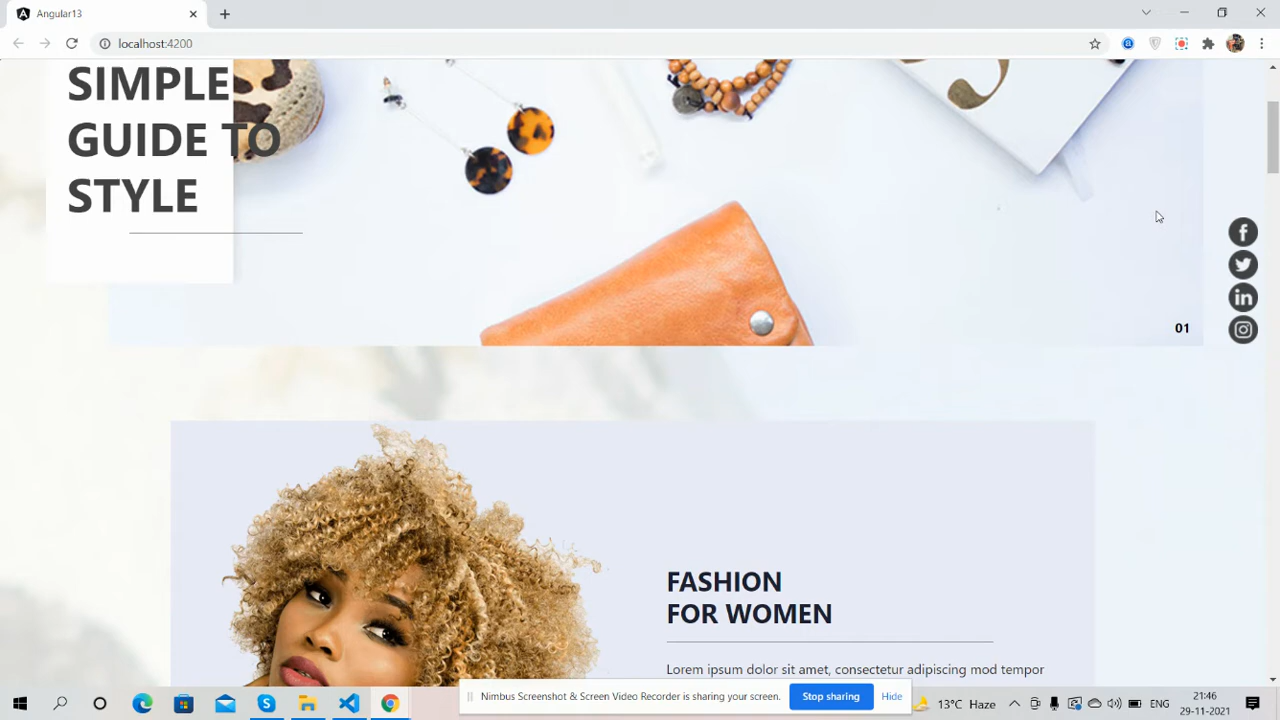 Angular13
localhost:4200
SIMPLE
GUIDE TO
STYLE
01
FASHION
FOR WOMEN
Lorem ipsum dolor sit amet, consectetur adipiscing mod tempor
Nimbus Screenshot & Screen Video Recorder is sharing your screen.
Stop sharing
Hide
13°C Haze
ENG
21:46
29-11-2021